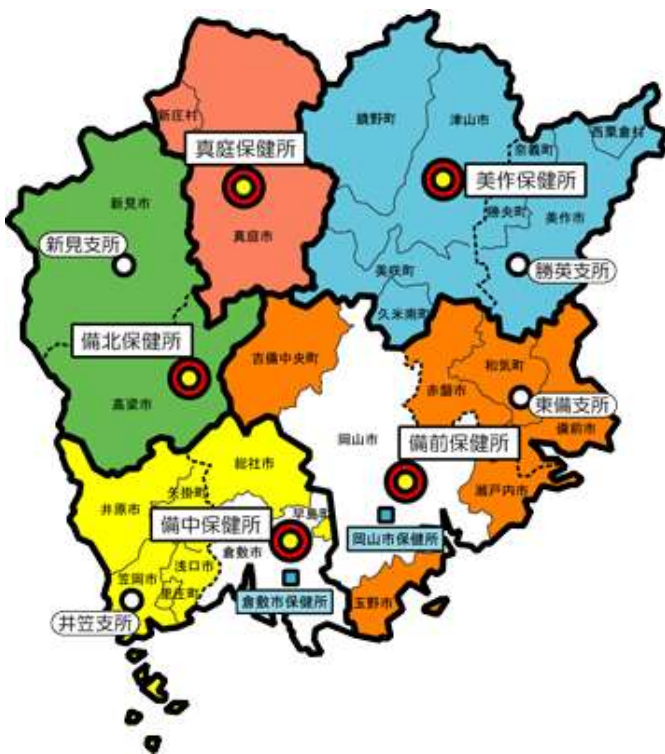 新庄村
真庭保健所
真庭市
鏡野町
津山市
奈義町
西粟倉村
美作保健所
勝央町
美作市
勝英支所
美咲町
久米南町
新見市
新見支所
備北保健所
高梁市
吉備中央町
赤磐市
和気町
東備支所
備前市
岡山市
備前保健所
瀬戸内市
岡山市保健所
玉野市
総社市
井原市
矢掛町
備中保健所
早島町
倉敷市
倉敷市保健所
浅口市
笠岡市
里庄町
井笠支所